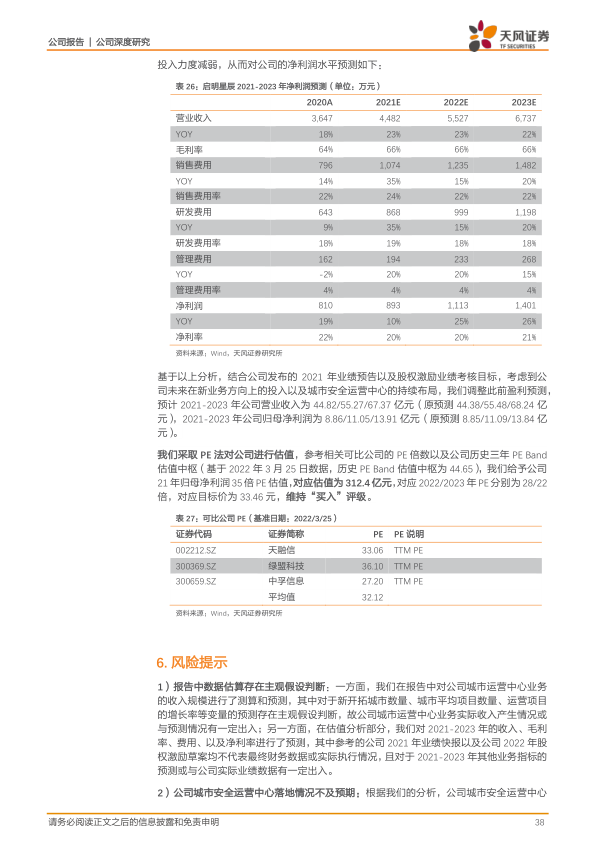 公司报告 | 公司深度研究
天风证券
TF SECURITIES
投入力度减弱，从而对公司的净利润水平预测如下：
表 26：启明星辰 2021-2023 年净利润预测（单位：万元）
2020A 2021E 2022E 2023E
营业收入 3,647 4,482 5,527 6,737
YOY 18% 23% 23% 22%
毛利率 64% 66% 66% 66%
销售费用 796 1,074 1,235 1,482
YOY 14% 35% 15% 20%
销售费用率 22% 24% 22% 22%
研发费用 643 868 999 1,198
YOY 9% 35% 15% 20%
研发费用率 18% 19% 18% 18%
管理费用 162 194 233 268
YOY -2% 20% 20% 15%
管理费用率 4% 4% 4% 4%
净利润 810 893 1,113 1,401
YOY 19% 10% 25% 26%
净利率 22% 20% 20% 21%
资料来源：Wind，天风证券研究所
基于以上分析，结合公司发布的 2021 年业绩预告以及股权激励业绩考核目标，考虑到公
司未来在新业务方向上的投入以及城市安全运营中心的持续布局，我们调整此前盈利预测，
预计 2021-2023 年公司营业收入为 44.82/55.27/67.37 亿元（原预测 44.38/55.48/68.24 亿
元），2021-2023 年公司归母净利润为 8.86/11.05/13.91 亿元（原预测 8.85/11.09/13.84 亿
元）。
我们采取 PE 法对公司进行估值，参考相关可比公司的 PE 倍数以及公司历史三年 PE Band
估值中枢（基于 2022 年 3 月 25 日数据，历史 PE Band 估值中枢为 44.65），我们给予公司
21 年归母净利润 35 倍 PE 估值，对应估值为 312.4 亿元，对应 2022/2023 年 PE 分别为 28/22
倍，对应目标价为 33.46 元，维持“买入”评级。
表 27：可比公司 PE（基准日期：2022/3/25）
证券代码 证券简称 PE PE 说明
002212.SZ 天融信 33.06 TTM PE
300369.SZ 绿盟科技 36.10 TTM PE
300659.SZ 中孚信息 27.20 TTM PE
平均值 32.12
资料来源：Wind，天风证券研究所
6. 风险提示
1）报告中数据估算存在主观假设判断：一方面，我们在报告中对公司城市运营中心业务
的收入规模进行了测算和预测，其中对于新开拓城市数量、城市平均项目数量、运营项目
的增长率等变量的预测存在主观假设判断，故公司城市运营中心业务实际收入产生情况或
与预测情况有一定出入；另一方面，在估值分析部分，我们对 2021-2023 年的收入、毛利
率、费用、以及净利率进行了预测，其中参考的公司 2021 年业绩快报以及公司 2022 年股
权激励草案均不代表最终财务数据或实际执行情况，且对于 2021-2023 年其他业务指标的
预测或与公司实际业绩数据有一定出入。
2）公司城市安全运营中心落地情况不及预期：根据我们的分析，公司城市安全运营中心
请务必阅读正文之后的信息披露和免责申明 38